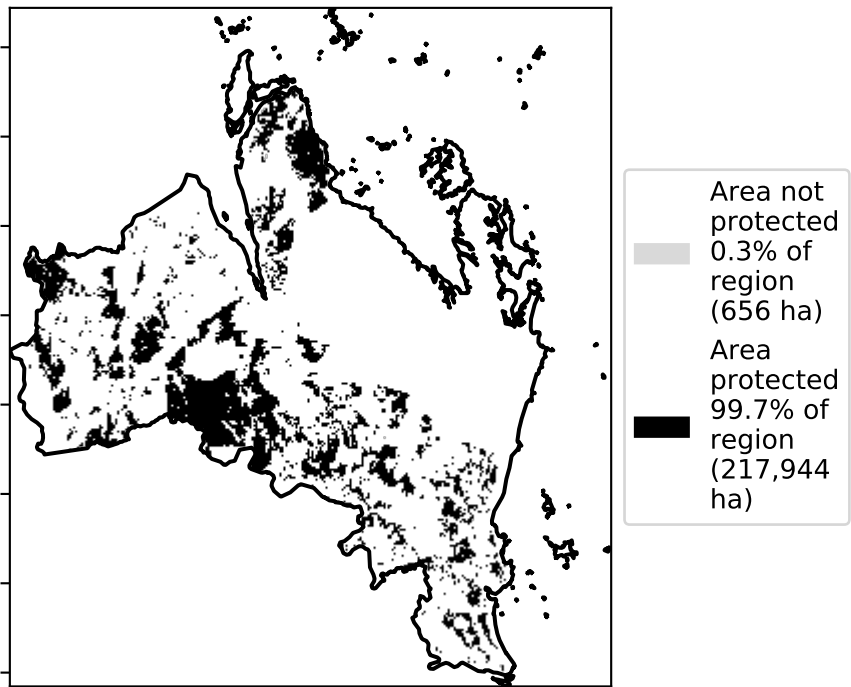 Area not
protected
0.3% of
region
(656 ha)
Area
protected
99.7% of
region
(217,944
ha)